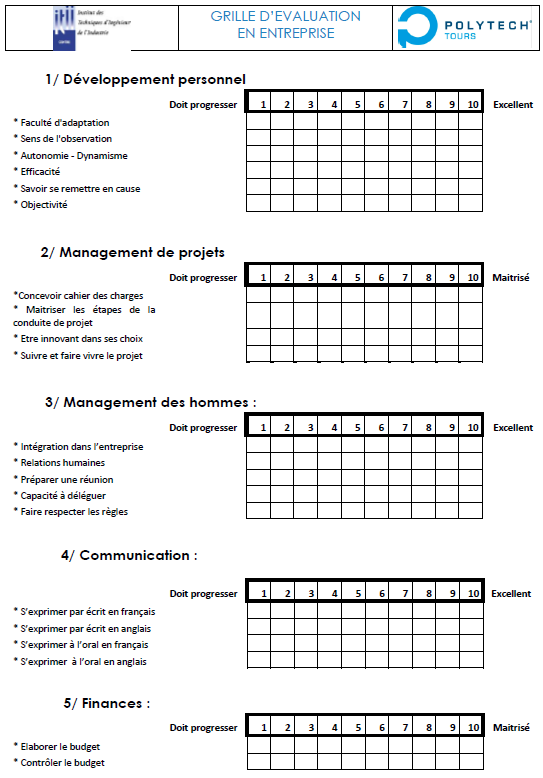 itii
Institut des
Techniques d'Ingénieur
de l'Industrie
CENTRE
GRILLE D'EVALUATION
EN ENTREPRISE
POLYTECH
TOURS
1/ Développement personnel
Doit progresser 1 2 3 4 5 6 7 8 9 10 Excellent
* Faculté d'adaptation
* Sens de l'observation
* Autonomie - Dynamisme
* Efficacité
* Savoir se remettre en cause
* Objectivité
2/ Management de projets
Doit progresser 1 2 3 4 5 6 7 8 9 10 Maitrisé
*Concevoir cahier des charges
* Maitriser les étapes de la
conduite de projet
* Etre innovant dans ses choix
* Suivre et faire vivre le projet
3/ Management des hommes :
Doit progresser 1 2 3 4 5 6 7 8 9 10 Excellent
* Intégration dans l'entreprise
* Relations humaines
* Préparer une réunion
* Capacité à déléguer
* Faire respecter les règles
4/ Communication :
Doit progresser 1 2 3 4 5 6 7 8 9 10 Excellent
* S'exprimer par écrit en français
* S'exprimer par écrit en anglais
* S'exprimer à l'oral en français
* S'exprimer à l'oral en anglais
5/ Finances :
Doit progresser 1 2 3 4 5 6 7 8 9 10 Maitrisé
* Elaborer le budget
* Contrôler le budget